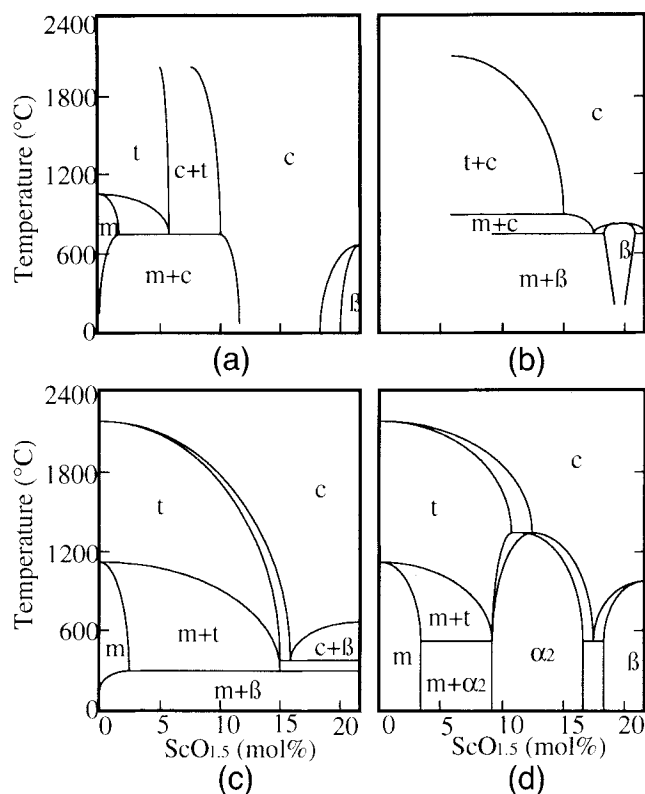 2400
1800
1200
600
0
Temperature (°C)
t
c+t
c
m
m+c
ß
(a)
c
t+c
m+c
ß
m+ß
(b)
2400
1800
1200
600
0
Temperature (°C)
c
t
m+t
m
c+ß
m+ß
0 5 10 15 20
ScO1.5 (mol%)
(c)
c
t
m+t
m
α2
ß
m+α2
0 5 10 15 20
ScO1.5 (mol%)
(d)